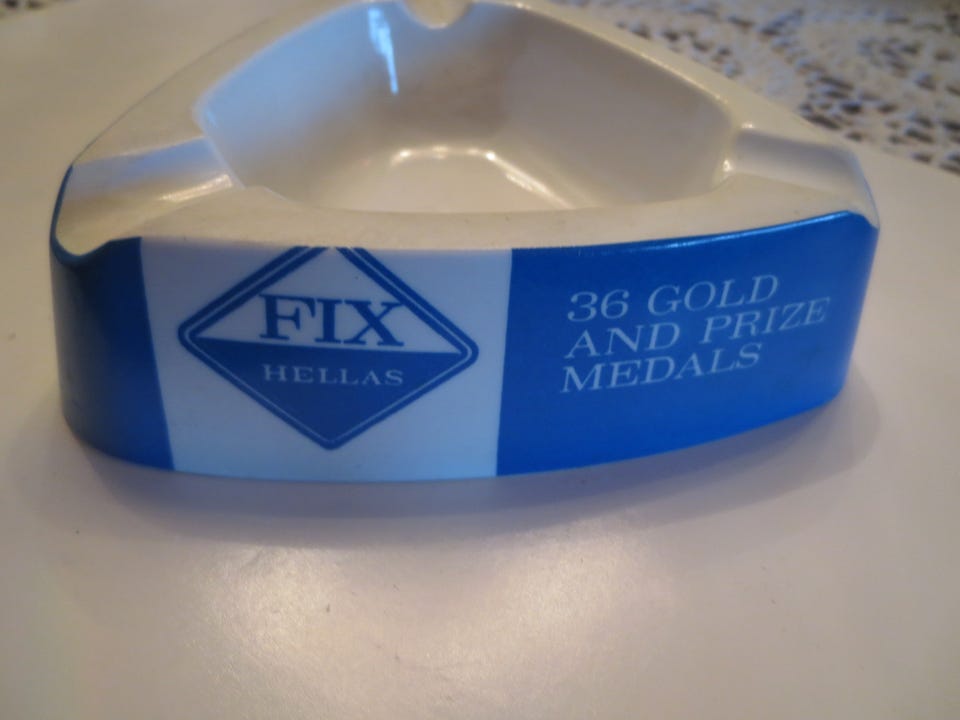 FIX
HELLAS
36 GOLD
AND PRIZE
MEDALS